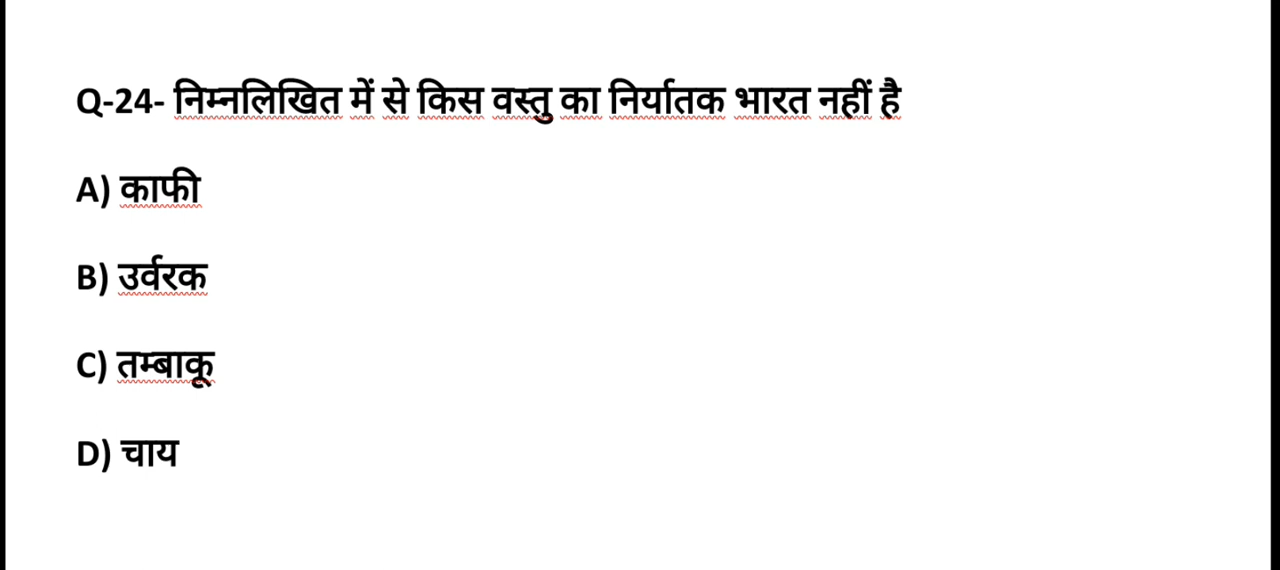 Q-24- निम्नलिखित में से किस वस्तु का निर्यातक भारत नहीं है
A) काफी
B) उर्वरक
C) तम्बाकू
D) चाय